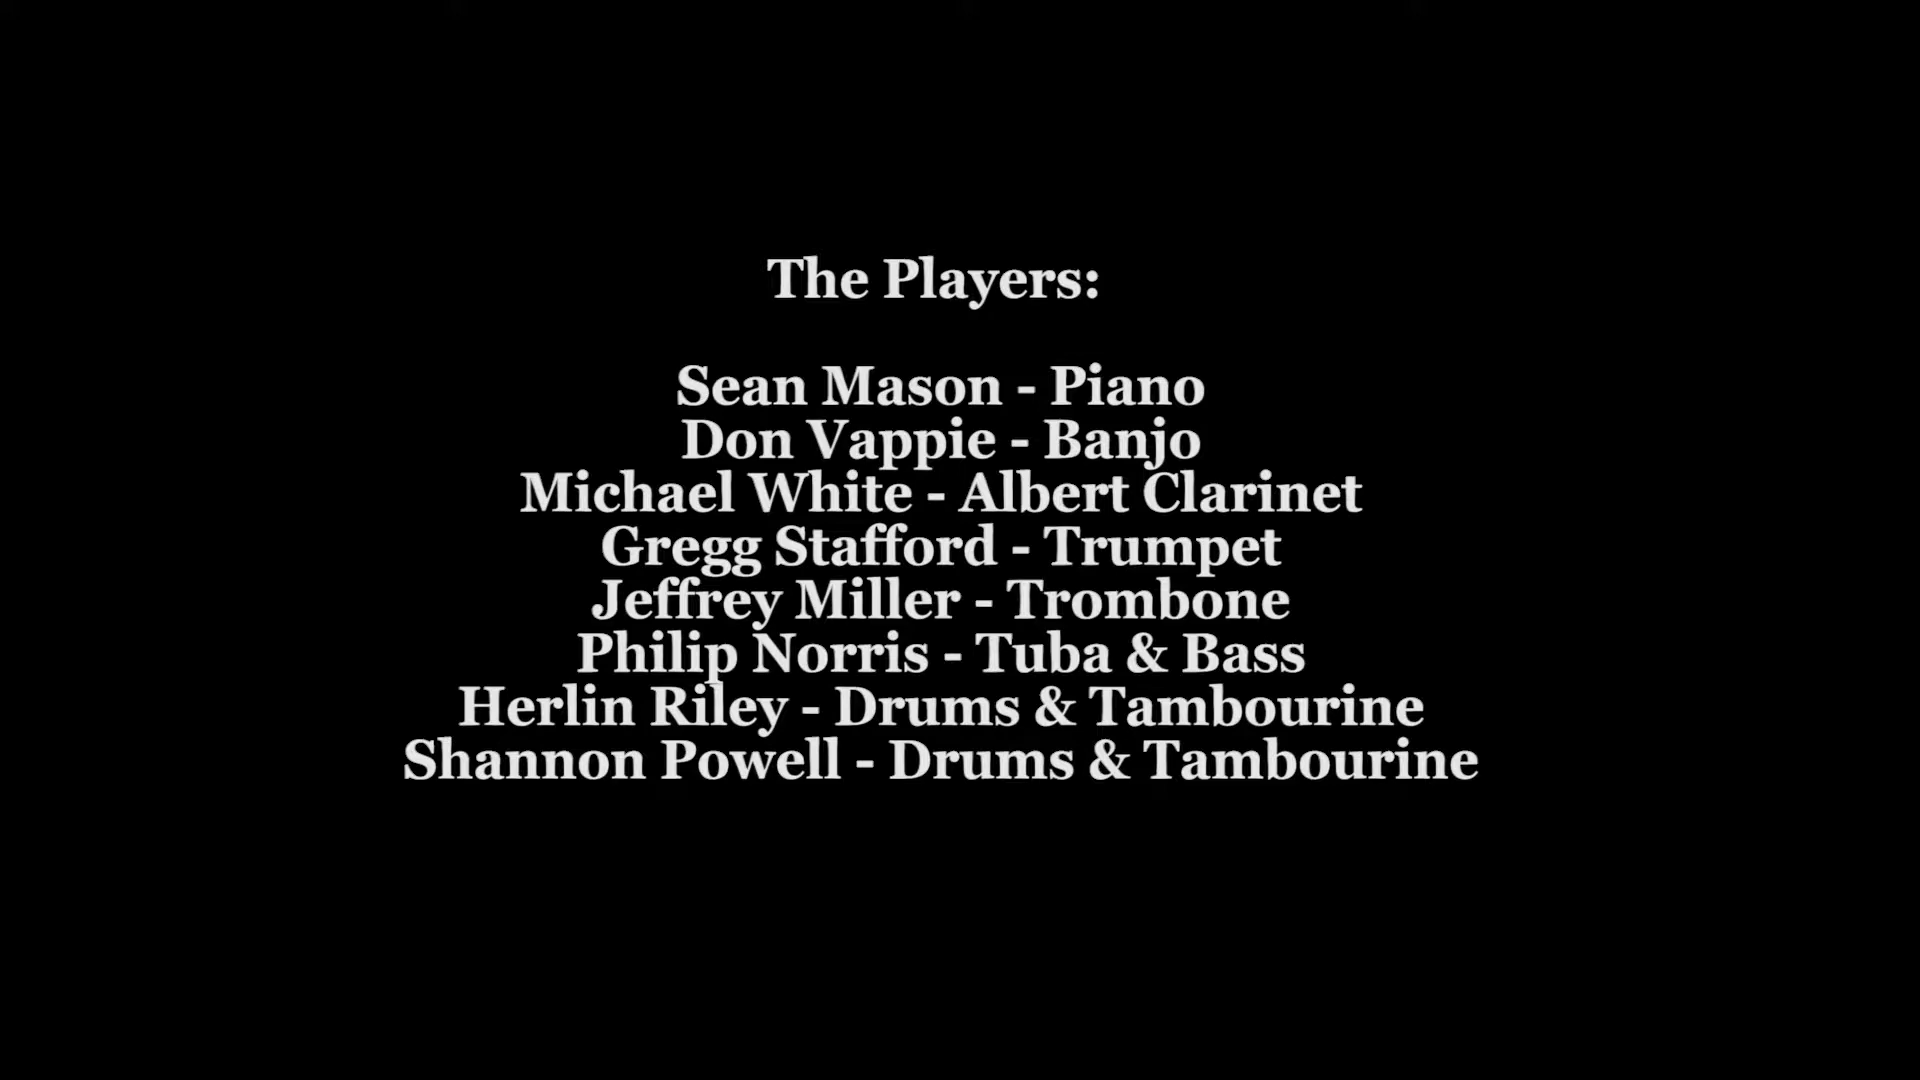 The Players:
Sean Mason - Piano
Don Vappie - Banjo
Michael White - Albert Clarinet
Gregg Stafford - Trumpet
Jeffrey Miller - Trombone
Philip Norris - Tuba & Bass
Herlin Riley - Drums & Tambourine
Shannon Powell - Drums & Tambourine